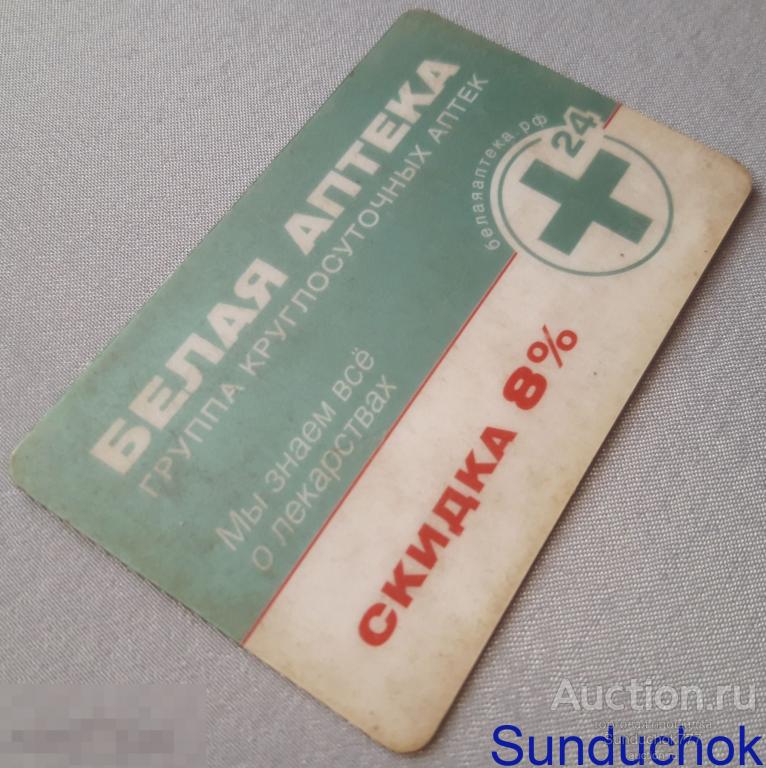 БЕЛАЯ АПТЕКА
ГРУППА КРУГЛОСУТОЧНЫХ АПТЕК
белаяаптека.рф
24
Мы знаем всё
о лекарствах
СКИДКА 8%
Auction.ru
Sunduchok